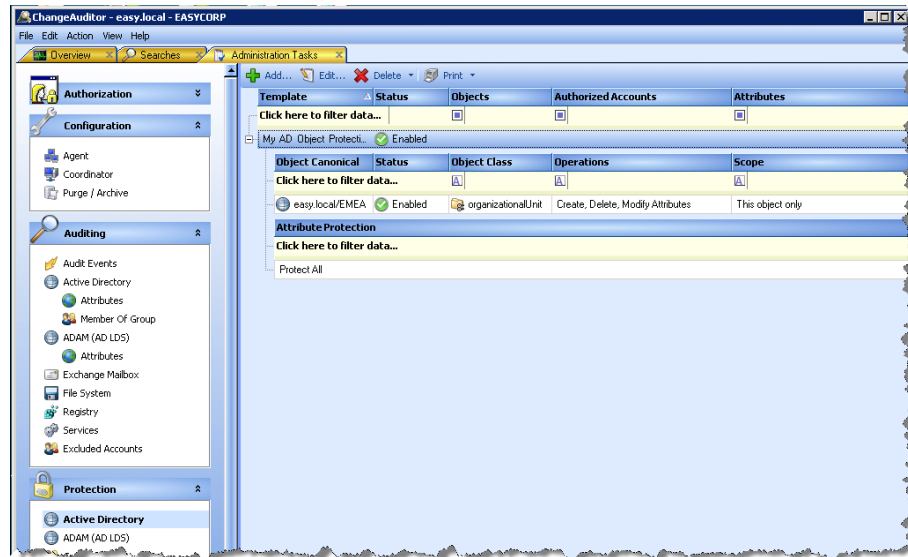 ChangeAuditor - easy.local - EASYCORP
File Edit Action View Help
Overview Searches Administration Tasks
Add... Edit... Delete Print
Authorization
Configuration
Agent
Coordinator
Purge / Archive
Auditing
Audit Events
Active Directory
Attributes
Member Of Group
ADAM (AD LDS)
Attributes
Exchange Mailbox
File System
Registry
Services
Excluded Accounts
Protection
Active Directory
ADAM (AD LDS)
Template Status Objects Authorized Accounts Attributes
Click here to filter data...
My AD Object Protecti... Enabled
Object Canonical Status Object Class Operations Scope
Click here to filter data... A A A
easy.local/EMEA Enabled organizationalUnit Create, Delete, Modify Attributes This object only
Attribute Protection
Click here to filter data...
Protect All